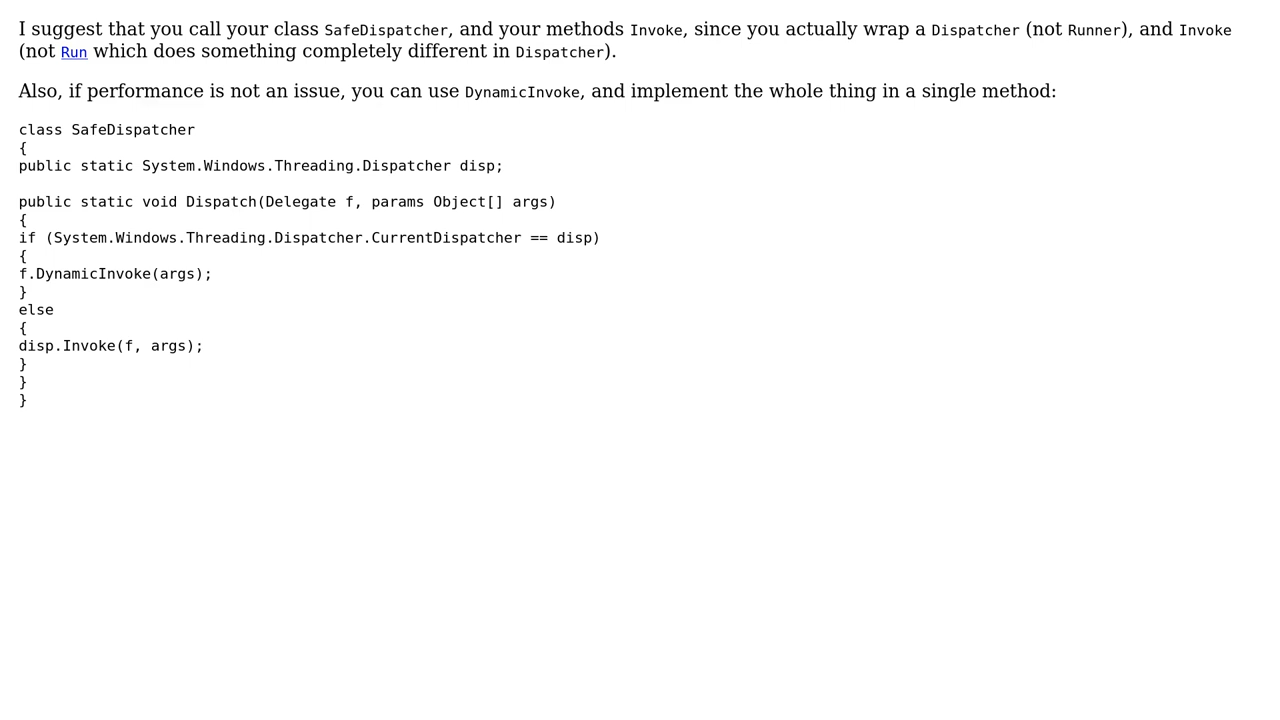 I suggest that you call your class SafeDispatcher, and your methods Invoke, since you actually wrap a Dispatcher (not Runner), and Invoke
(not Run which does something completely different in Dispatcher).
Also, if performance is not an issue, you can use DynamicInvoke, and implement the whole thing in a single method:
class SafeDispatcher
{
public static System.Windows.Threading.Dispatcher disp;
public static void Dispatch(Delegate f, params Object[] args)
{
if (System.Windows.Threading.Dispatcher.CurrentDispatcher == disp)
{
f.DynamicInvoke(args);
}
else
{
disp.Invoke(f, args);
}
}
}